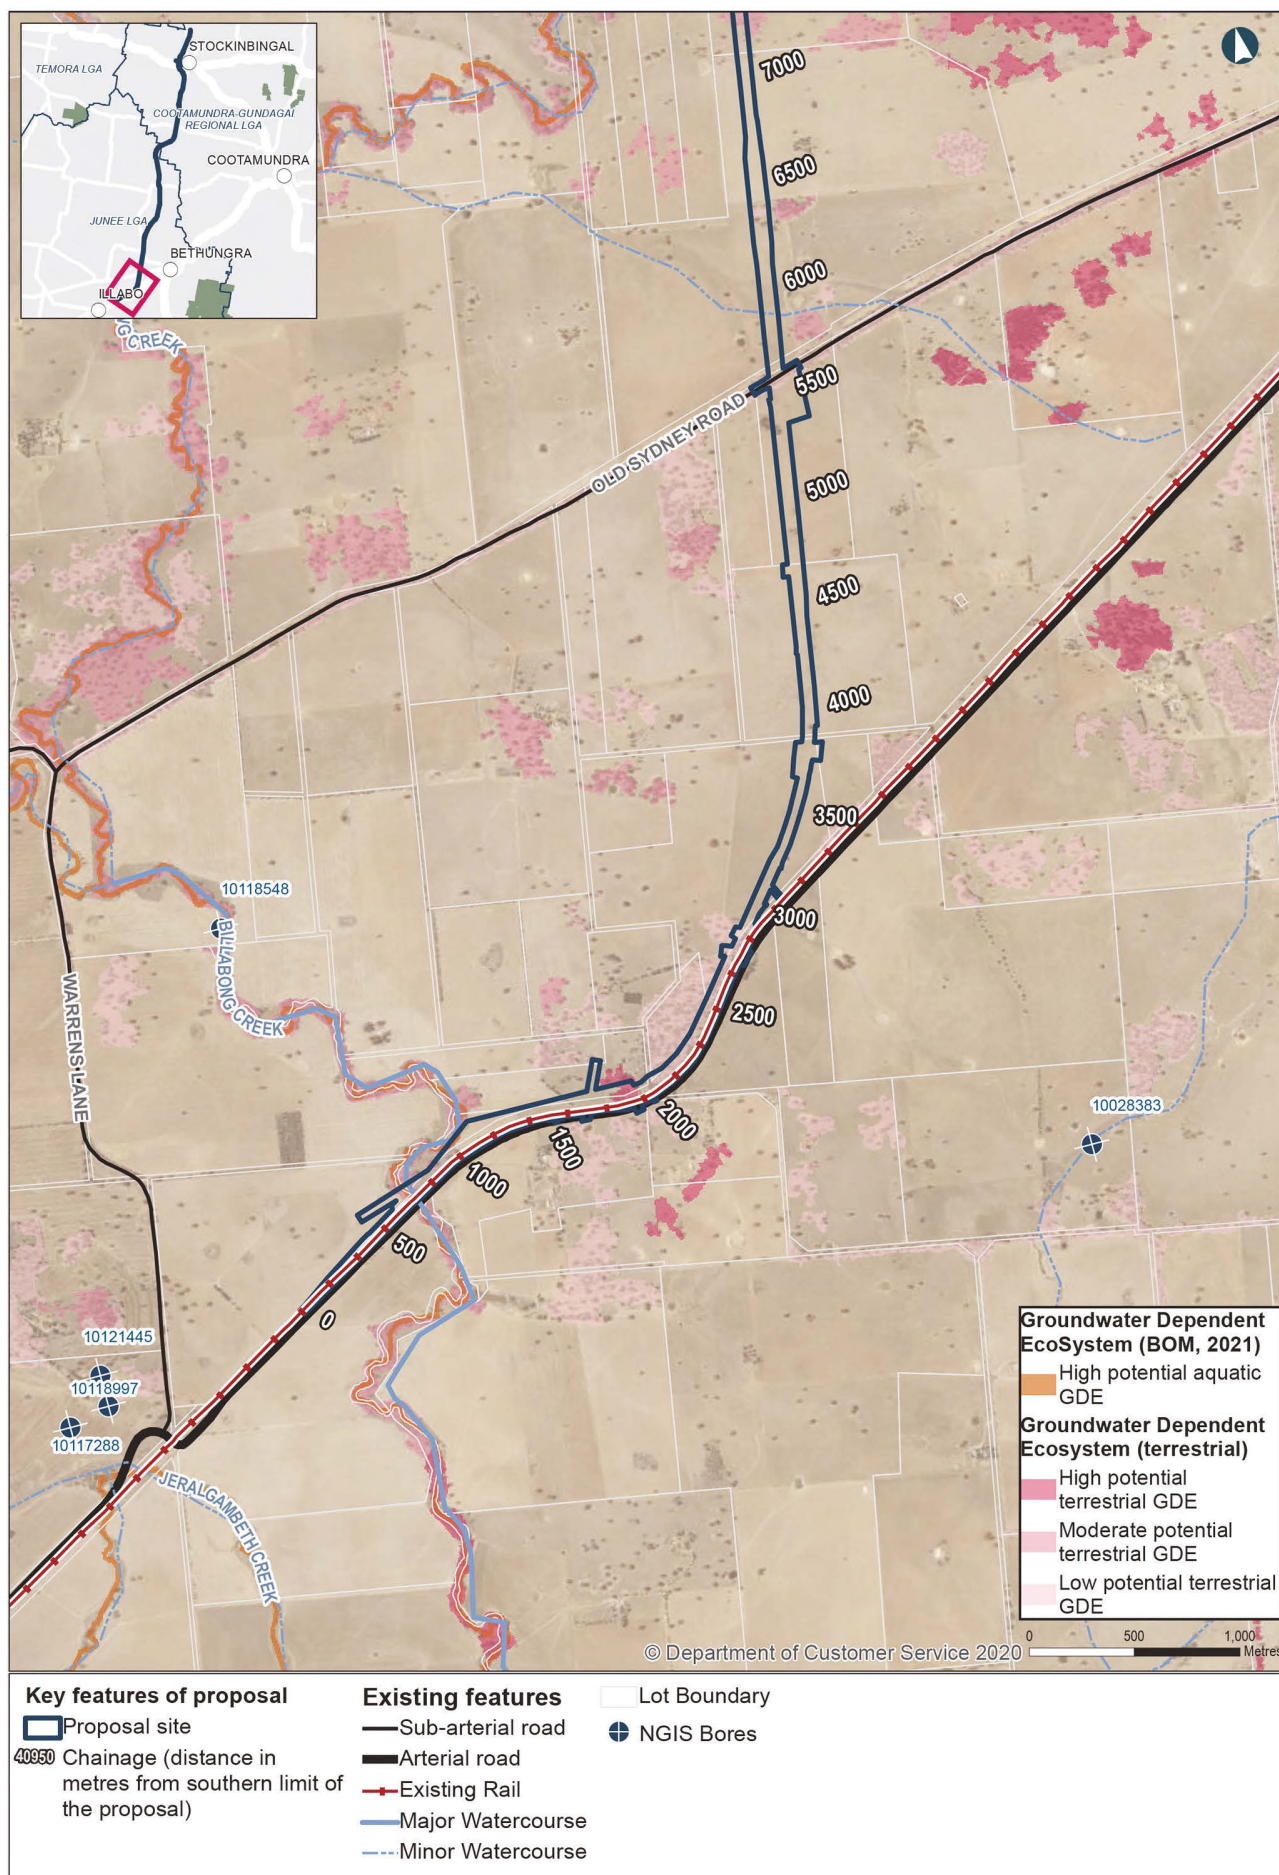 STOCKINBINGAL
TEMORA LGA
COOTAMUNDRA-GUNDAGAI
REGIONAL LGA
COOTAMUNDRA
JUNEE LGA
BETHUNGRA
ILLABO
7000
6500
6000
5500
OLD SYDNEY ROAD
5000
4500
4000
3500
3000
2500
2000
1500
1000
500
0
CREEK
10118548
BILLABONG CREEK
WARRENS LANE
10028383
10121445
10118997
10117288
JERALGAMBETH CREEK
Groundwater Dependent
EcoSystem (BOM, 2021)
High potential aquatic
GDE
Groundwater Dependent
Ecosystem (terrestrial)
High potential
terrestrial GDE
Moderate potential
terrestrial GDE
Low potential terrestrial
GDE
© Department of Customer Service 2020
0 500 1,000
Metres
Key features of proposal
Proposal site
40950 Chainage (distance in
metres from southern limit of
the proposal)
Existing features
Sub-arterial road
Arterial road
Existing Rail
Major Watercourse
Minor Watercourse
Lot Boundary
NGIS Bores